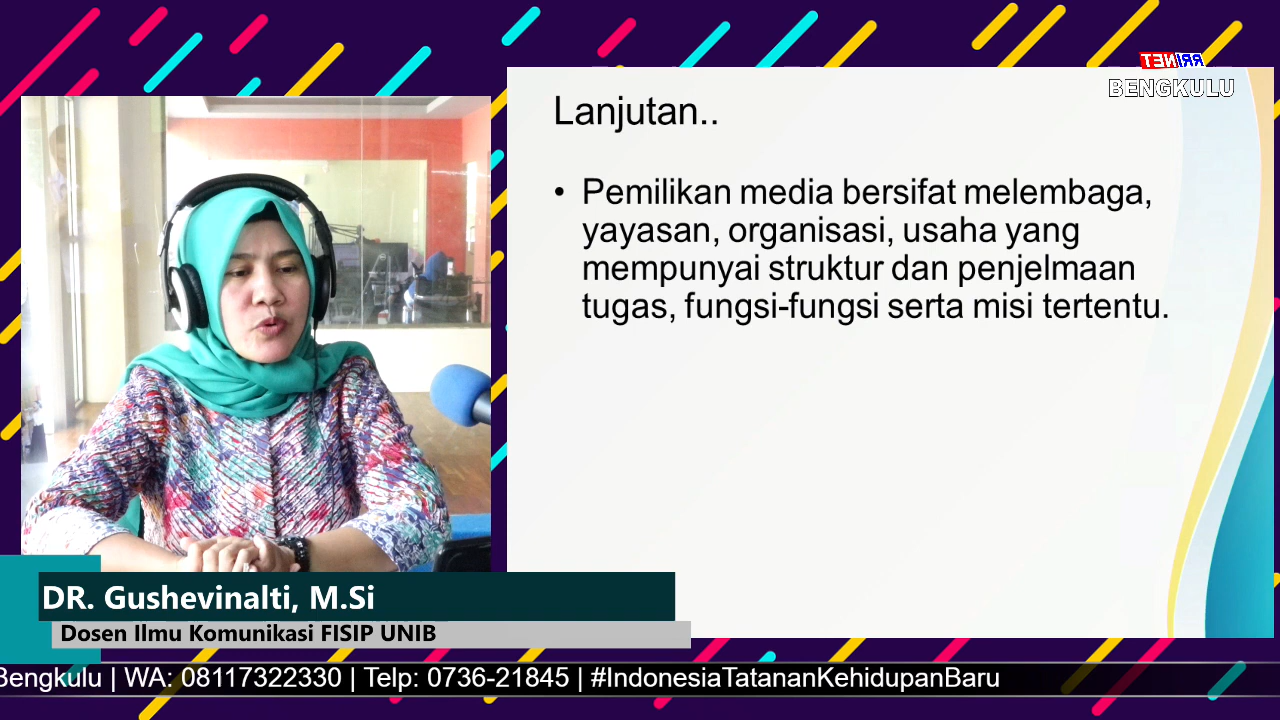 RRINET
BENGKULU
Lanjutan..
• Pemilikan media bersifat melembaga,
yayasan, organisasi, usaha yang
mempunyai struktur dan penjelmaan
tugas, fungsi-fungsi serta misi tertentu.
DR. Gushevinalti, M.Si
Dosen Ilmu Komunikasi FISIP UNIB
Bengkulu | WA: 08117322330 | Telp: 0736-21845 | #IndonesiaTatananKehidupanBaru